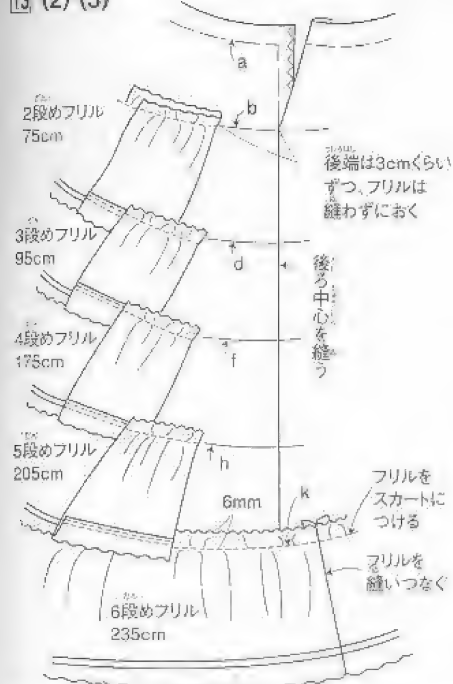 13 (2) (3)
a
b
2段めフリル
75cm
後端は3cmくらい
ずつ、フリルは
縫わずにおく
3段めフリル
95cm
d
後ろ中心を縫う
4段めフリル
175cm
f
5段めフリル
205cm
h
6mm
k
フリルを
スカートに
つける
フリルを
縫いつなぐ
6段めフリル
235cm